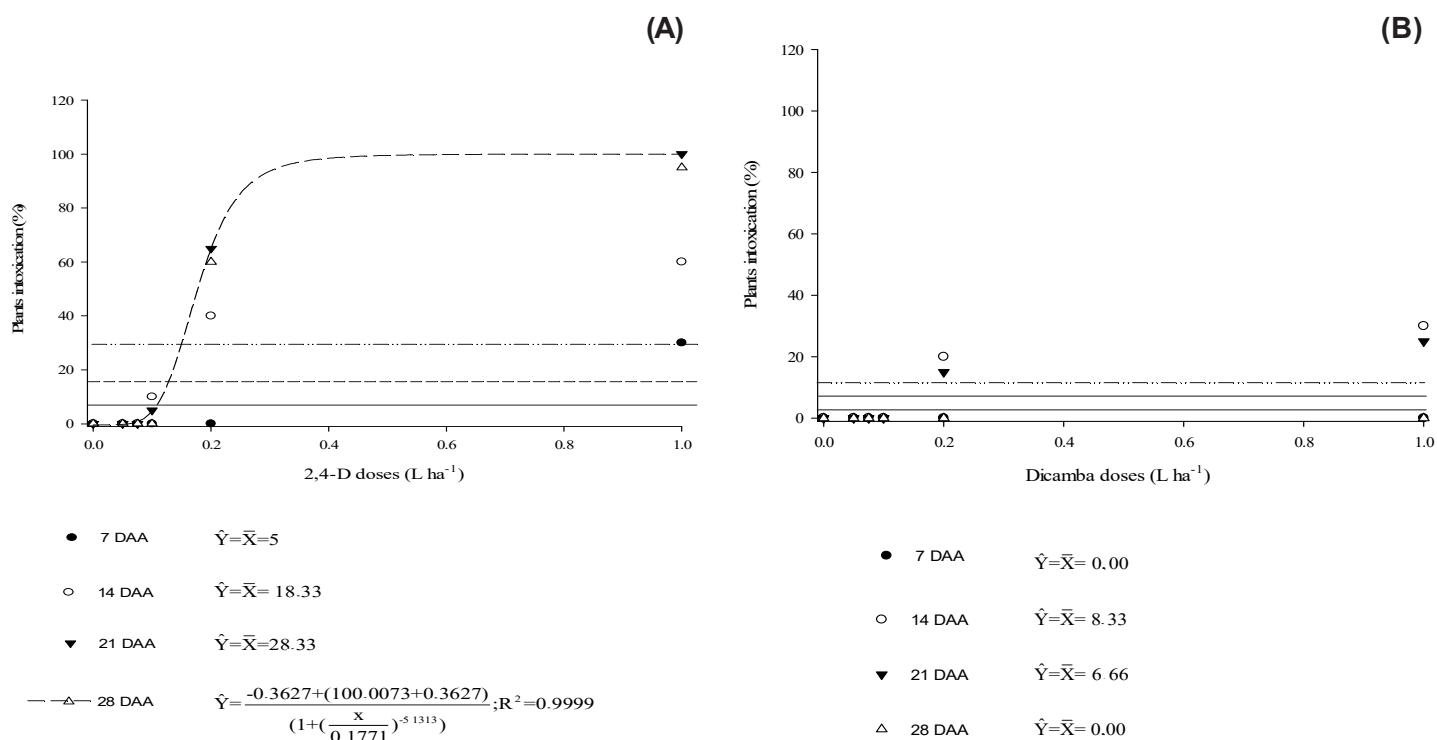 (A)
120
100
80
60
40
20
0
Plants intoxication (%)
0.0 0.2 0.4 0.6 0.8 1.0
2,4-D doses (L ha⁻¹)
7 DAA Ŷ=X̄=5
14 DAA Ŷ=X̄= 18.33
21 DAA Ŷ=X̄=28.33
28 DAA Ŷ= -0.3627+(100.0073+0.3627) / (1+(x/0.1771)^-5.1313) ;R²=0.9999
(B)
120
100
80
60
40
20
0
Plants intoxication (%)
0.0 0.2 0.4 0.6 0.8 1.0
Dicamba doses (L ha⁻¹)
7 DAA Ŷ=X̄= 0,00
14 DAA Ŷ=X̄= 8.33
21 DAA Ŷ=X̄= 6.66
28 DAA Ŷ=X̄= 0.00